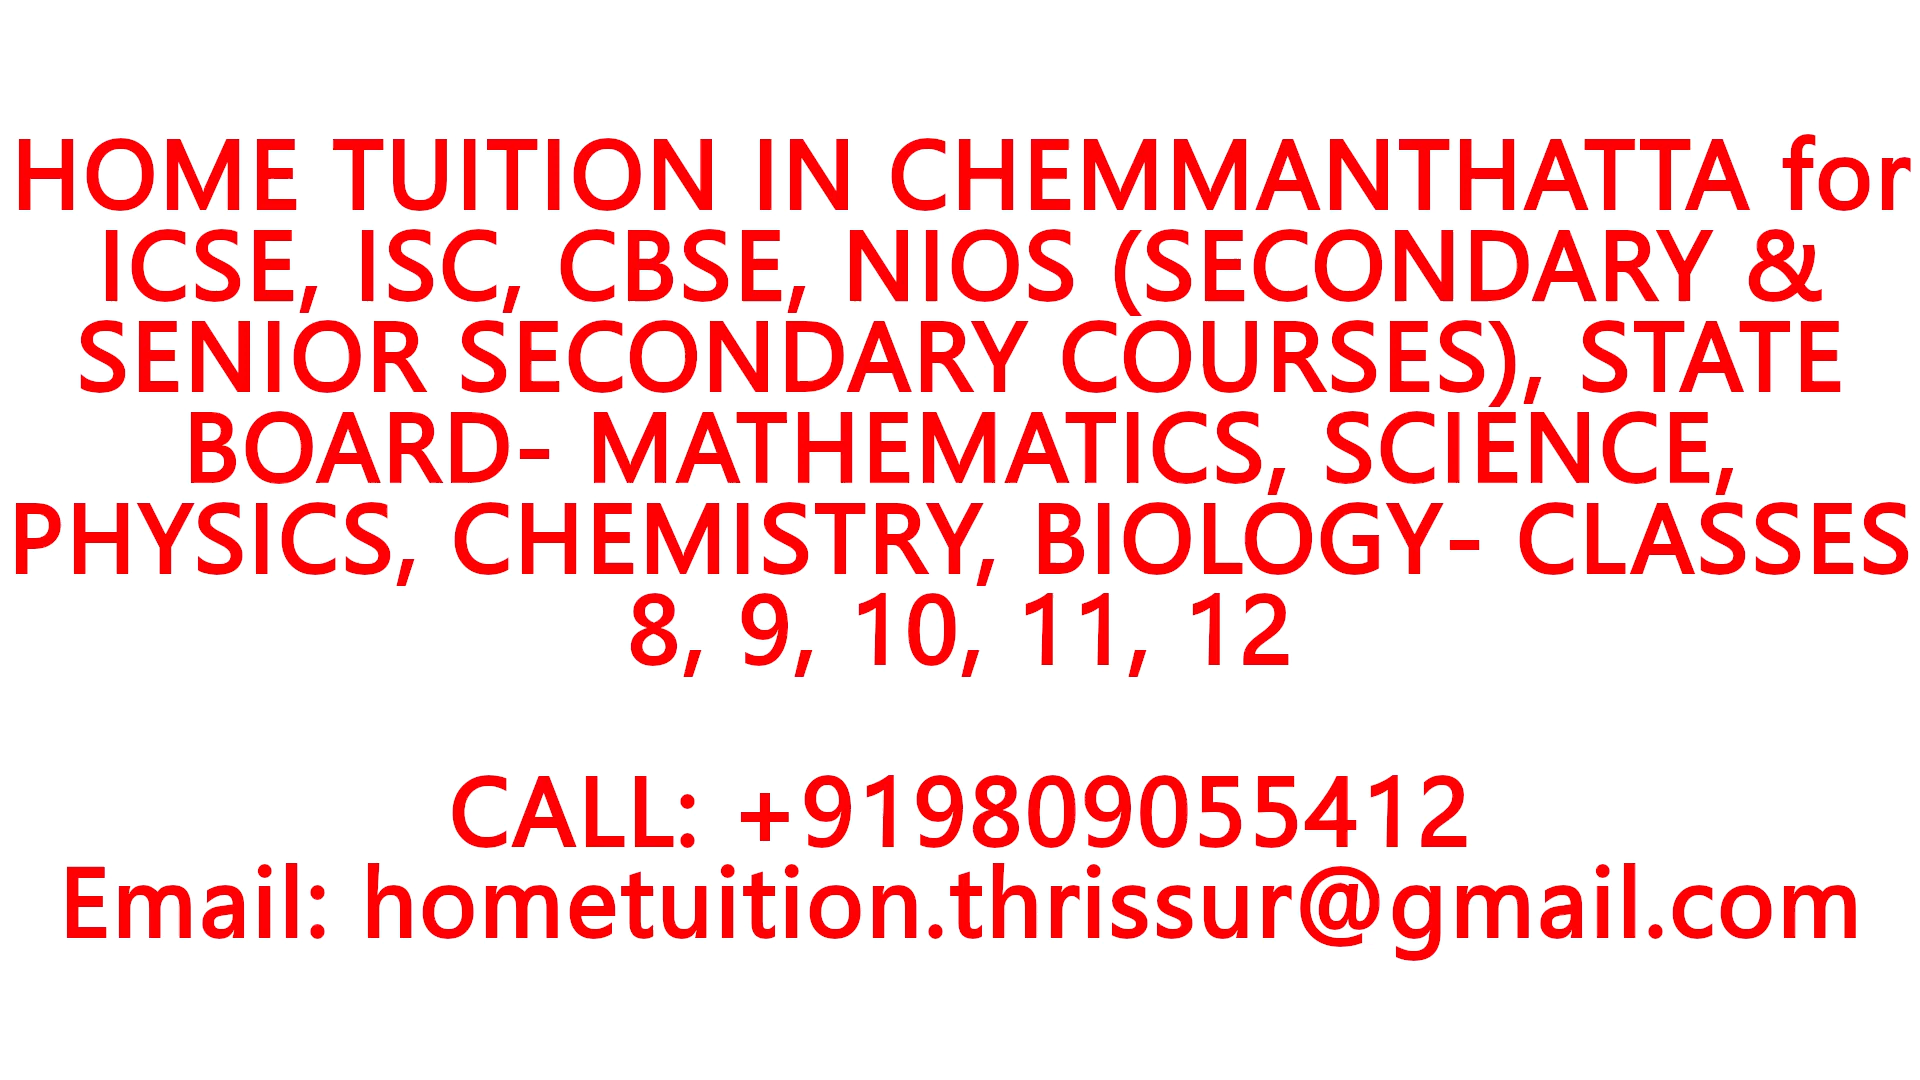 HOME TUITION IN CHEMMANTHATTA for
ICSE, ISC, CBSE, NIOS (SECONDARY &
SENIOR SECONDARY COURSES), STATE
BOARD- MATHEMATICS, SCIENCE,
PHYSICS, CHEMISTRY, BIOLOGY- CLASSES
8, 9, 10, 11, 12
CALL: +919809055412
Email: hometuition.thrissur@gmail.com